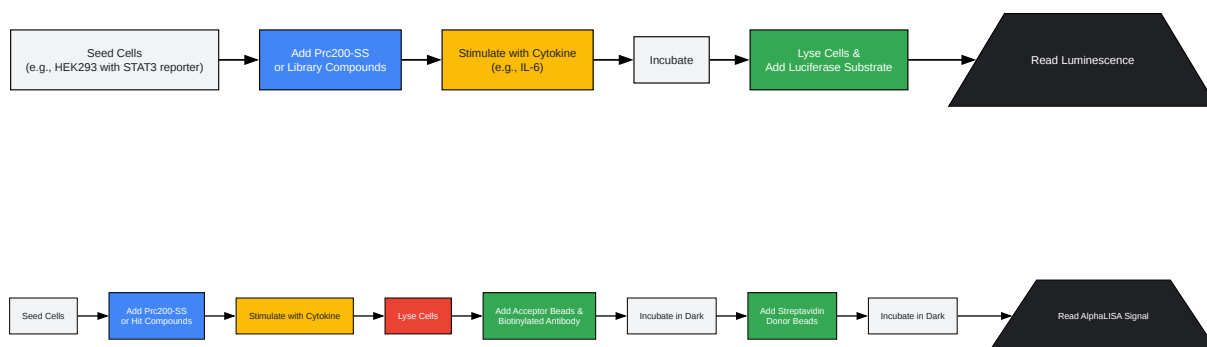 Seed Cells
(e.g., HEK293 with STAT3 reporter)
Add Prc200-SS
or Library Compounds
Stimulate with Cytokine
(e.g., IL-6)
Incubate
Lyse Cells &
Add Luciferase Substrate
Read Luminescence
Seed Cells
Add Prc200-SS
or Hit Compounds
Stimulate with Cytokine
Lyse Cells
Add Acceptor Beads &
Biotinylated Antibody
Incubate in Dark
Add Streptavidin
Donor Beads
Incubate in Dark
Read AlphaLISA Signal